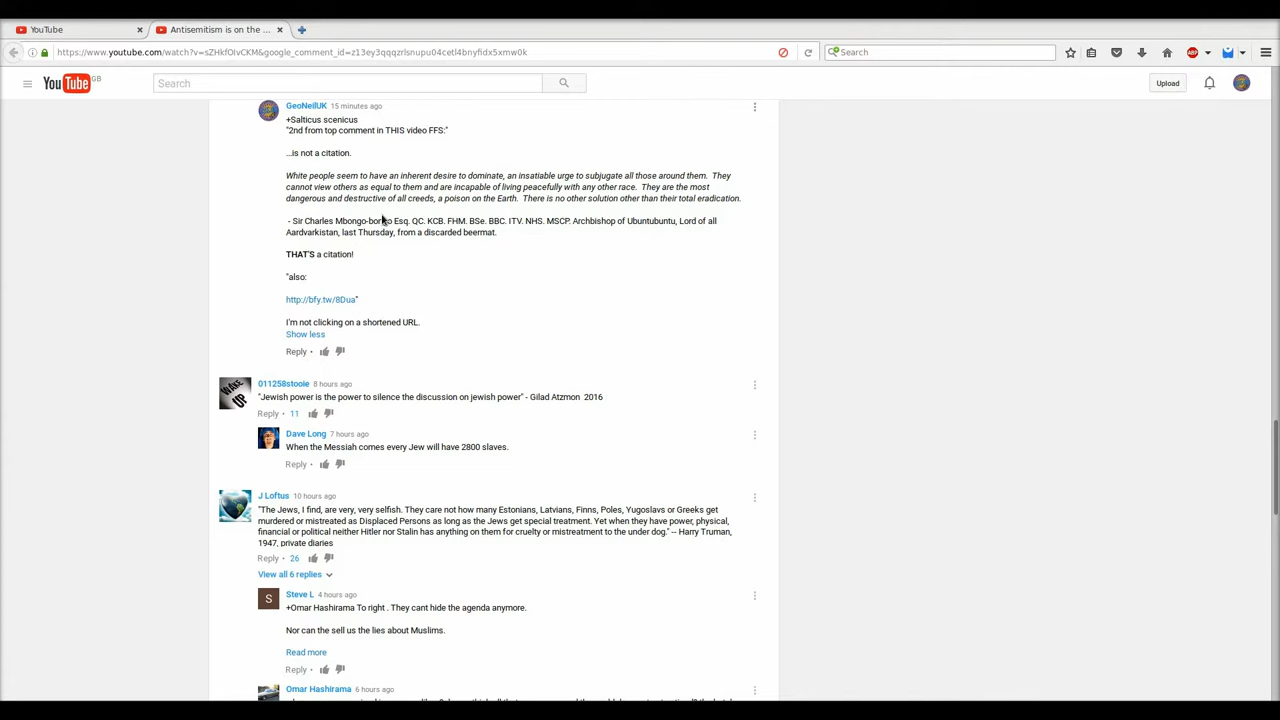 YouTube
Antisemitism is on the ...
https://www.youtube.com/watch?v=sZHkfOIvCKM&google_comment_id=z13ey3qqqzrlsnupu04cetl4bnyfidx5xmw0k
Search
YouTube GB
Search
Upload
GeoNeilUK 15 minutes ago
+Salticus scenicus
"2nd from top comment in THIS video FFS:"
...is not a citation.
White people seem to have an inherent desire to dominate, an insatiable urge to subjugate all those around them. They
cannot view others as equal to them and are incapable of living peacefully with any other race. They are the most
dangerous and destructive of all creeds, a poison on the Earth. There is no other solution other than their total eradication.
- Sir Charles Mbongo-bongo Esq. QC. KCB. FHM. BSe. BBC. ITV. NHS. MSCP. Archbishop of Ubuntubuntu, Lord of all
Aardvarkistan, last Thursday, from a discarded beermat.
THAT'S a citation!
"also:
http://bfy.tw/8Dua"
I'm not clicking on a shortened URL.
Show less
Reply
WAKE UP
011258stooie 8 hours ago
"Jewish power is the power to silence the discussion on jewish power" - Gilad Atzmon 2016
Reply 11
Dave Long 7 hours ago
When the Messiah comes every Jew will have 2800 slaves.
Reply
J Loftus 10 hours ago
"The Jews, I find, are very, very selfish. They care not how many Estonians, Latvians, Finns, Poles, Yugoslavs or Greeks get
murdered or mistreated as Displaced Persons as long as the Jews get special treatment. Yet when they have power, physical,
financial or political neither Hitler nor Stalin has anything on them for cruelty or mistreatment to the under dog." -- Harry Truman,
1947, private diaries
Reply 26
View all 6 replies
S
Steve L 4 hours ago
+Omar Hashirama To right . They cant hide the agenda anymore.
Nor can the sell us the lies about Muslims.
Read more
Reply
Omar Hashirama 6 hours ago